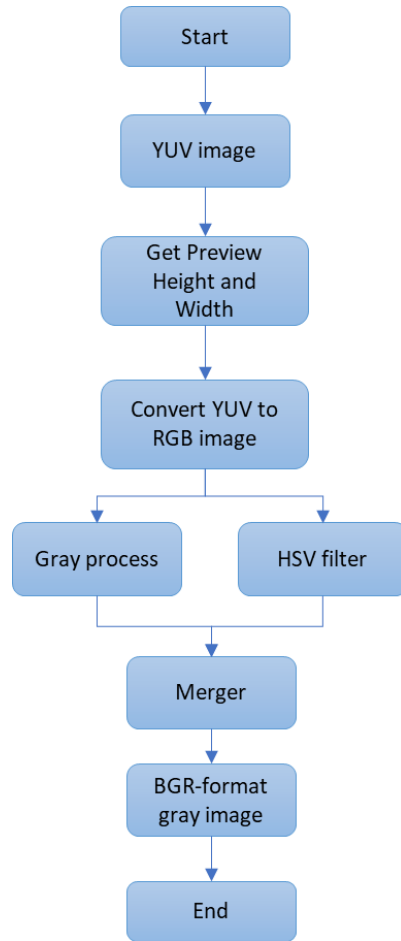 Start
YUV image
Get Preview
Height and
Width
Convert YUV to
RGB image
Gray process
HSV filter
Merger
BGR-format
gray image
End